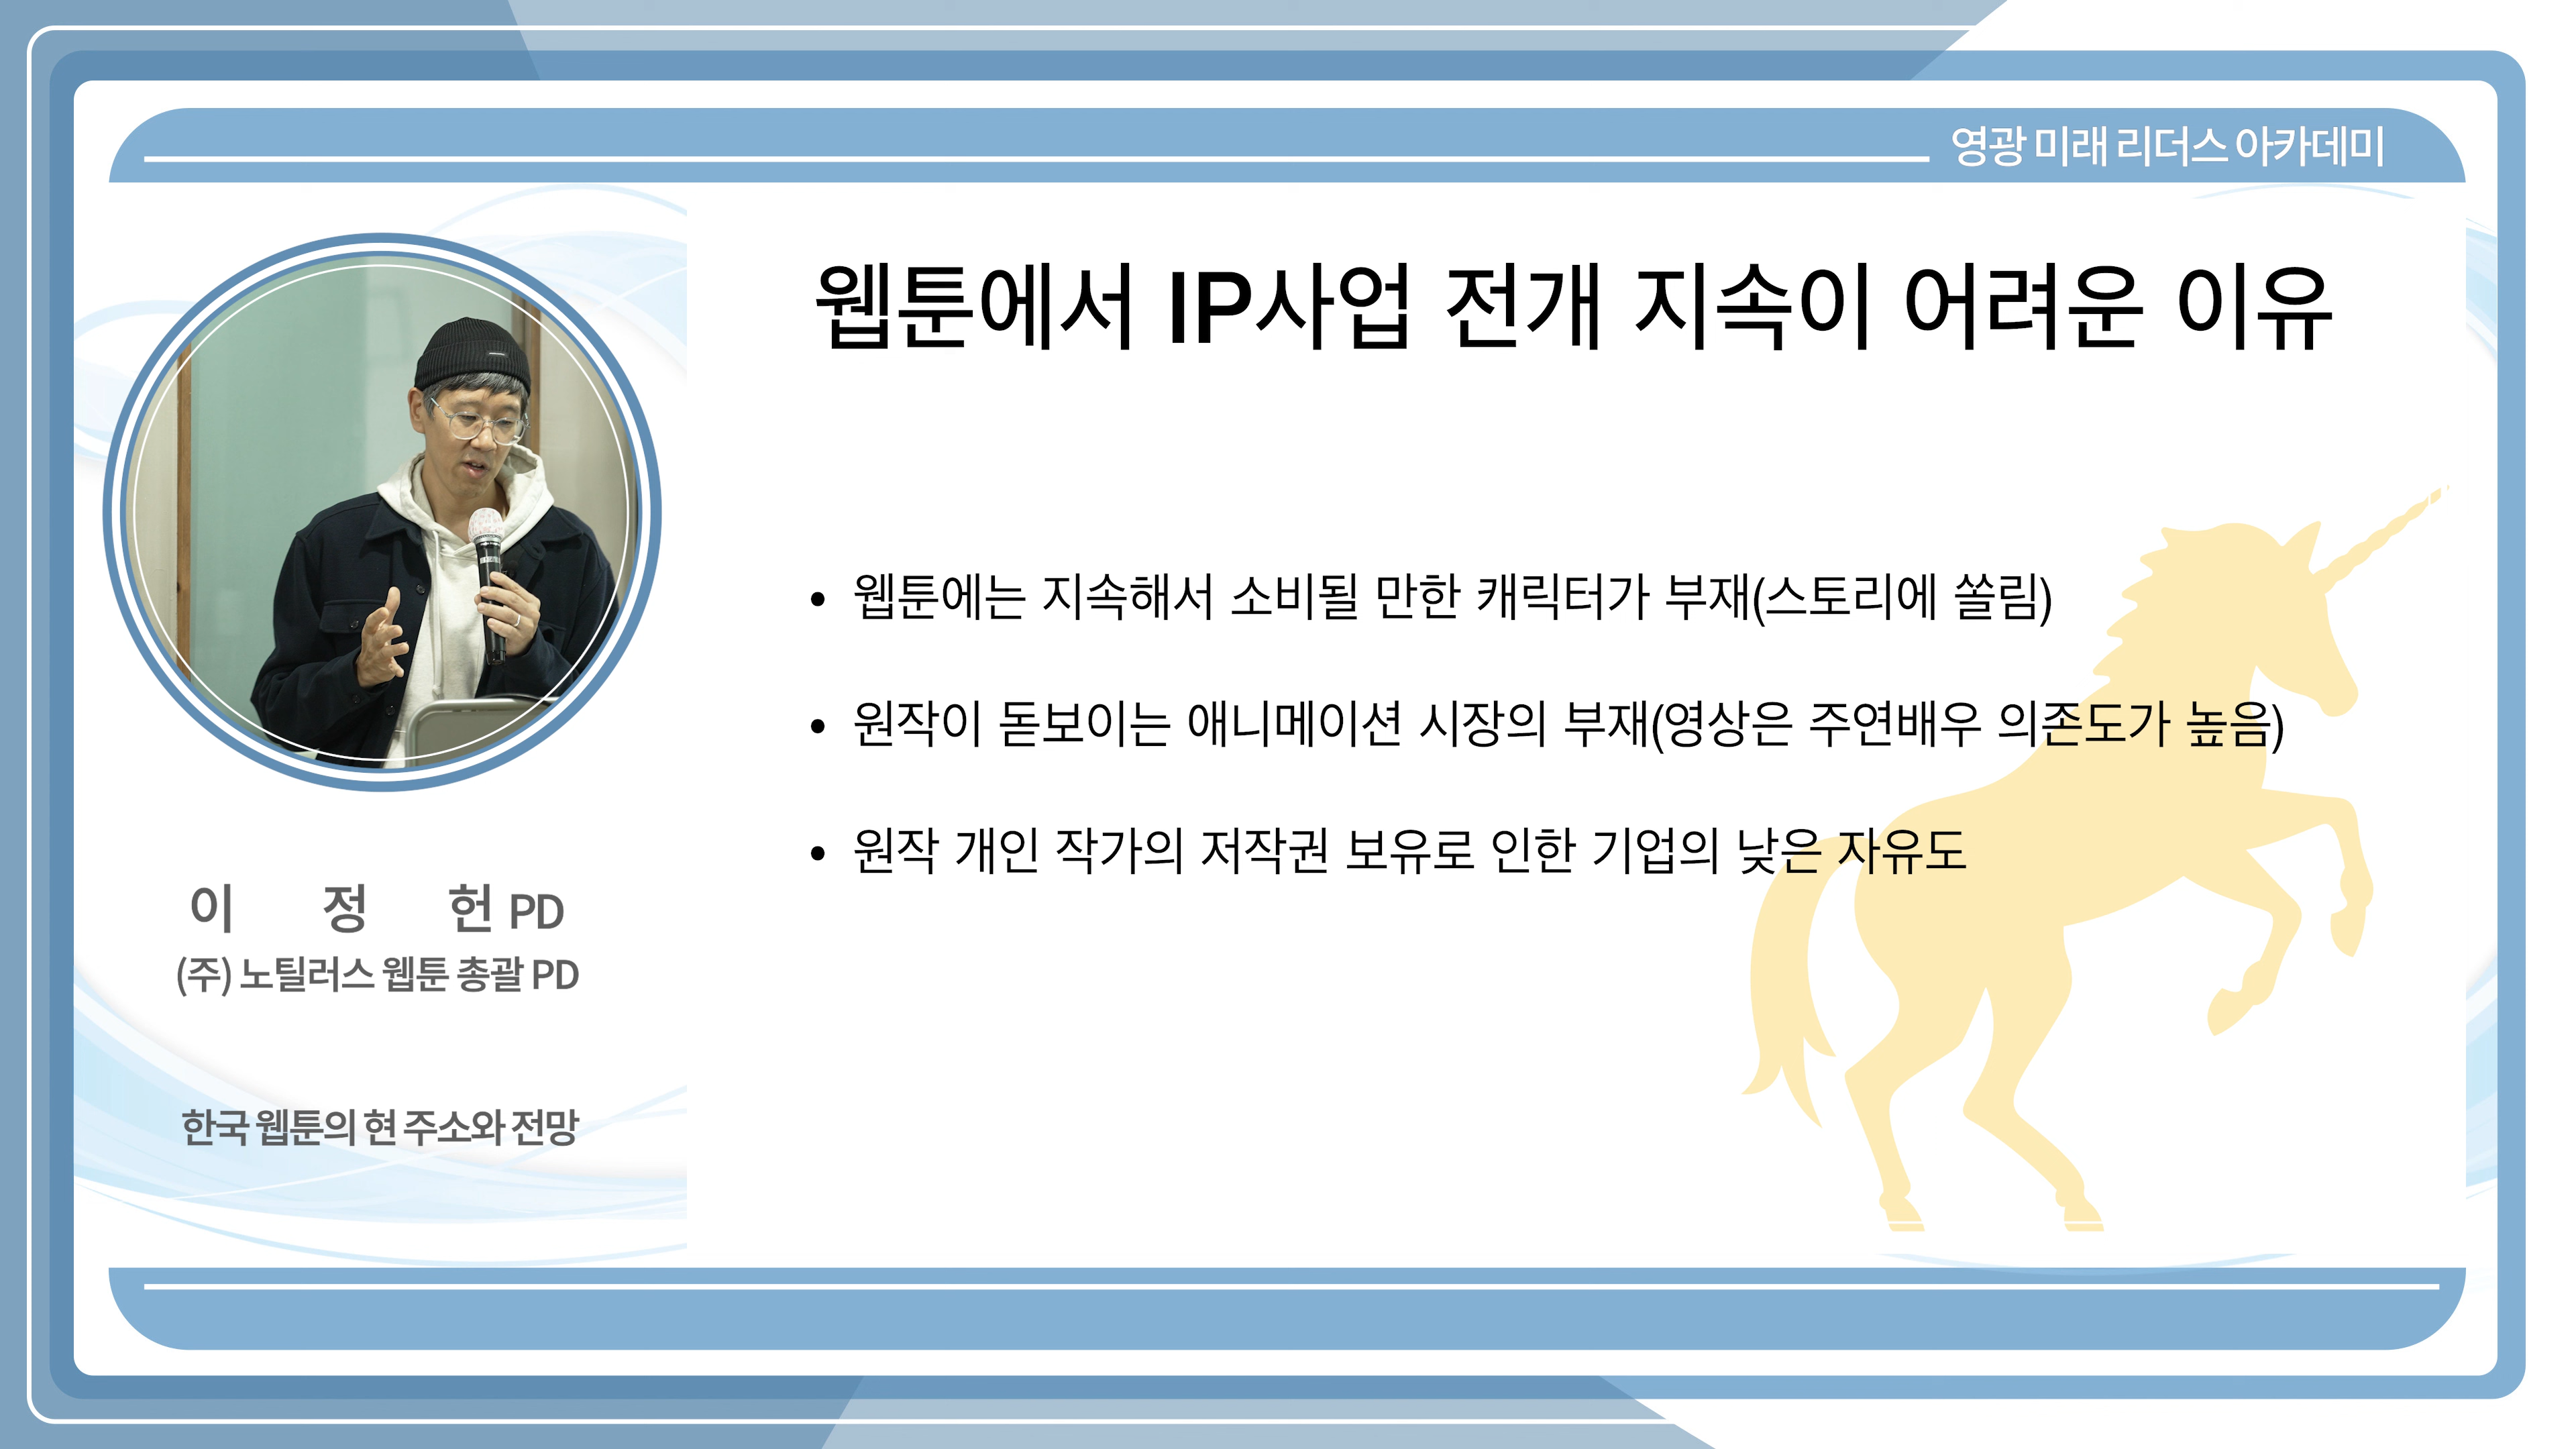 영광 미래 리더스 아카데미
웹툰에서 IP사업 전개 지속이 어려운 이유
• 웹툰에는 지속해서 소비될 만한 캐릭터가 부재(스토리에 쏠림)
• 원작이 돋보이는 애니메이션 시장의 부재(영상은 주연배우 의존도가 높음)
• 원작 개인 작가의 저작권 보유로 인한 기업의 낮은 자유도
이 정 헌 PD
(주) 노틸러스 웹툰 총괄 PD
한국 웹툰의 현 주소와 전망